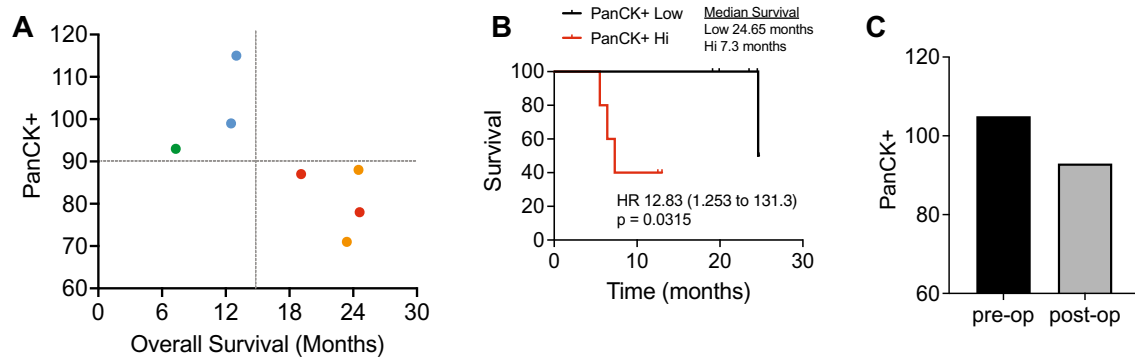 A
PanCK+
120
110
100
90
80
70
60
0
6
12
18
24
30
Overall Survival (Months)
B
PanCK+ Low
PanCK+ Hi
Median Survival
Low 24.65 months
Hi 7.3 months
Survival
100
80
60
40
20
0
HR 12.83 (1.253 to 131.3)
p = 0.0315
0
10
20
30
Time (months)
C
PanCK+
120
100
80
60
pre-op
post-op